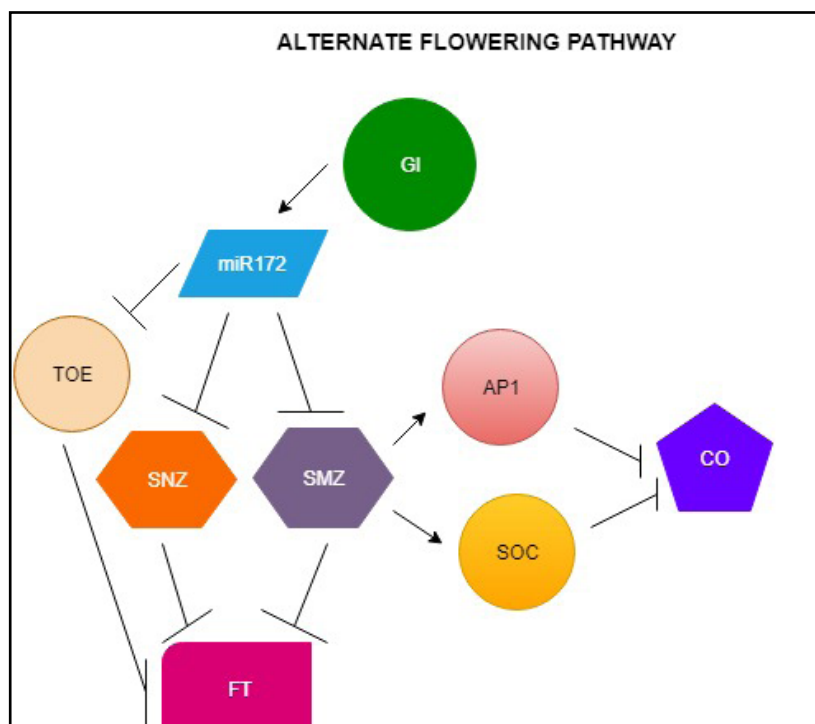 ALTERNATE FLOWERING PATHWAY
GI
miR172
TOE
AP1
CO
SNZ
SMZ
SOC
FT